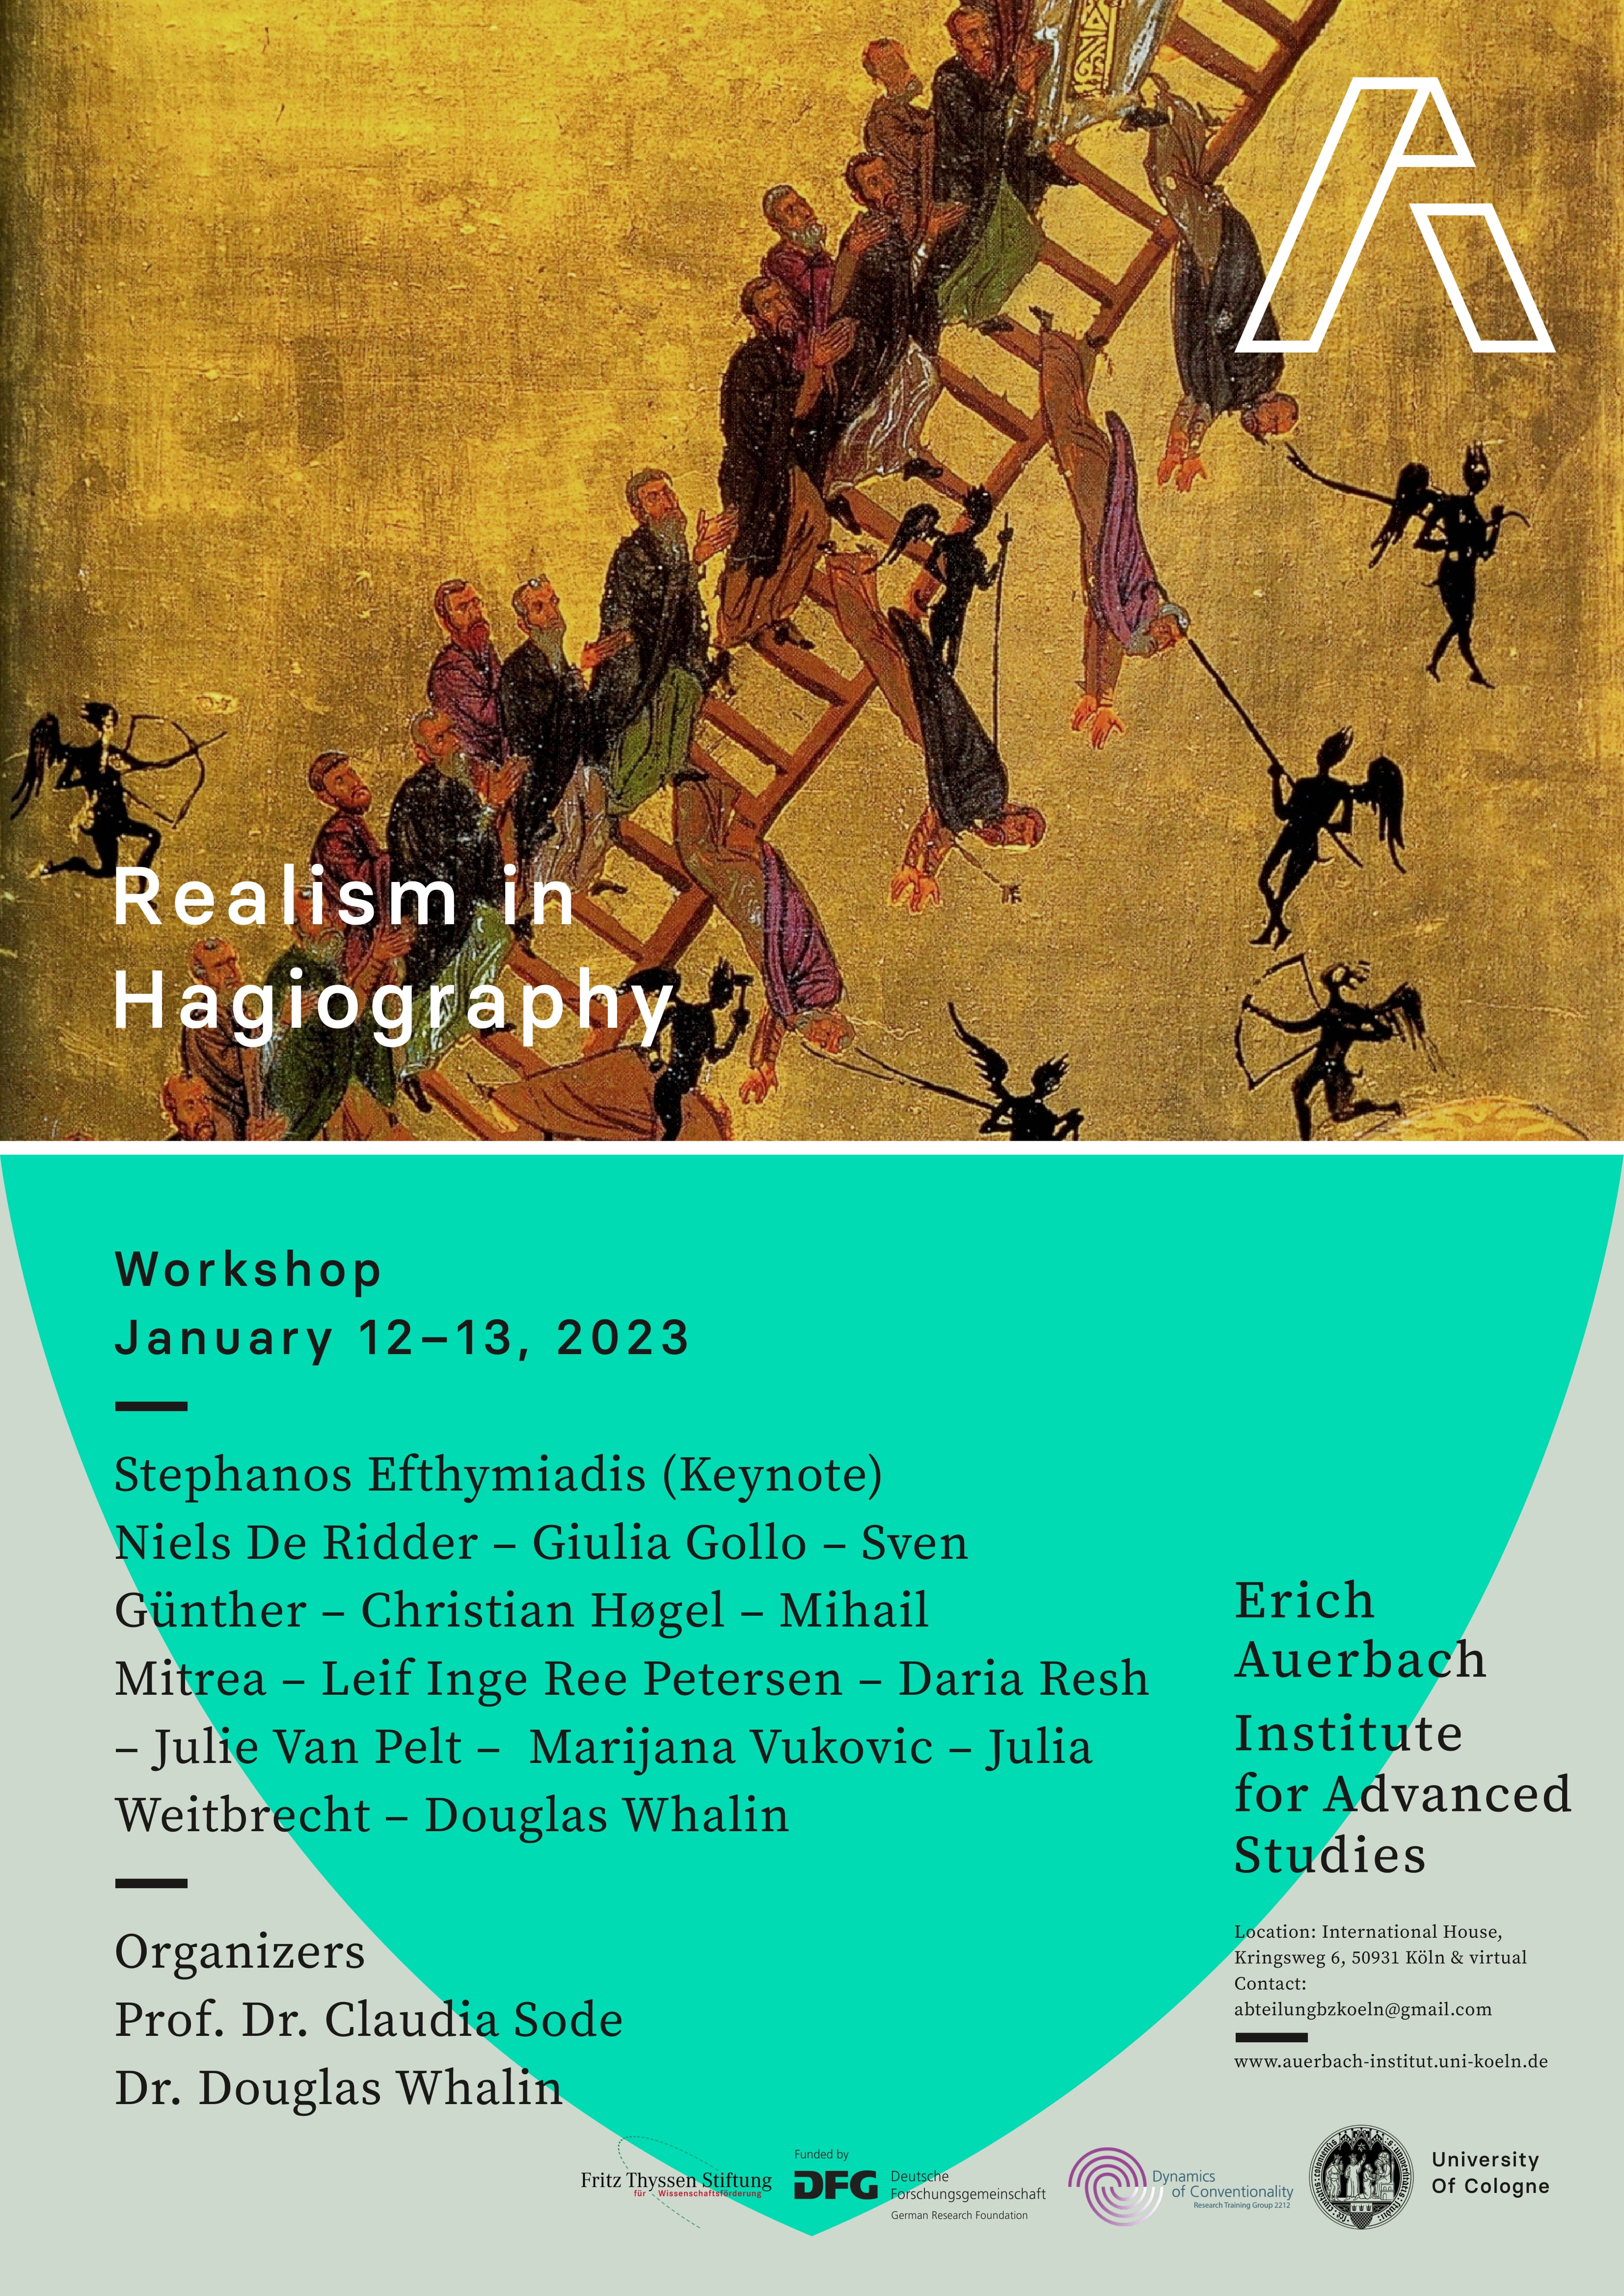 Realism in
Hagiography
Workshop
January 12–13, 2023
Stephanos Efthymiadis (Keynote)
Niels De Ridder – Giulia Gollo – Sven
Günther – Christian Høgel – Mihail
Mitrea – Leif Inge Ree Petersen – Daria Resh
– Julie Van Pelt – Marijana Vukovic – Julia
Weitbrecht – Douglas Whalin
Organizers
Prof. Dr. Claudia Sode
Dr. Douglas Whalin
Erich
Auerbach
Institute
for Advanced
Studies
Location: International House,
Kringsweg 6, 50931 Köln & virtual
Contact:
abteilungbzkoeln@gmail.com
www.auerbach-institut.uni-koeln.de
Fritz Thyssen Stiftung
für Wissenschaftsförderung
Funded by
DFG
Deutsche
Forschungsgemeinschaft
German Research Foundation
Dynamics
of Conventionality
Research Training Group 2212
University
Of Cologne